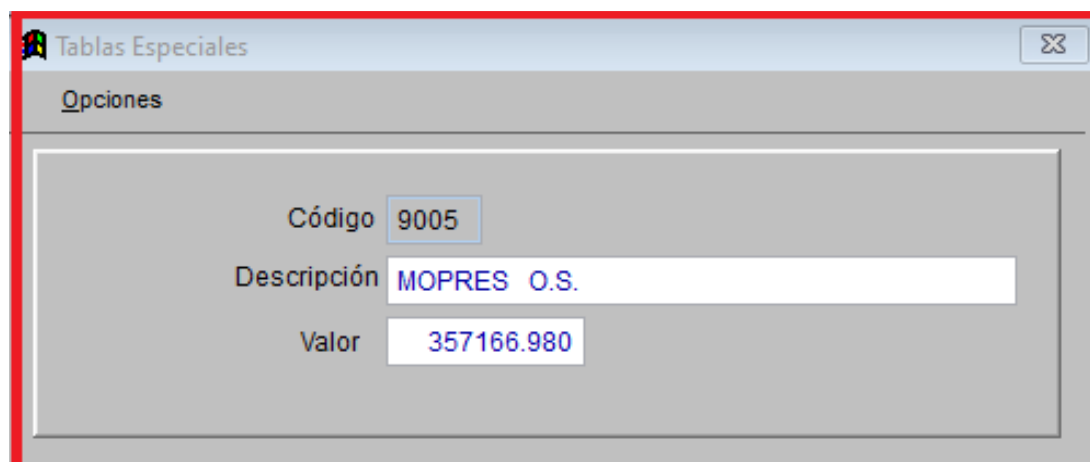 Tablas Especiales
Opciones
Código 9005
Descripción MOPRES O.S.
Valor 357166.980